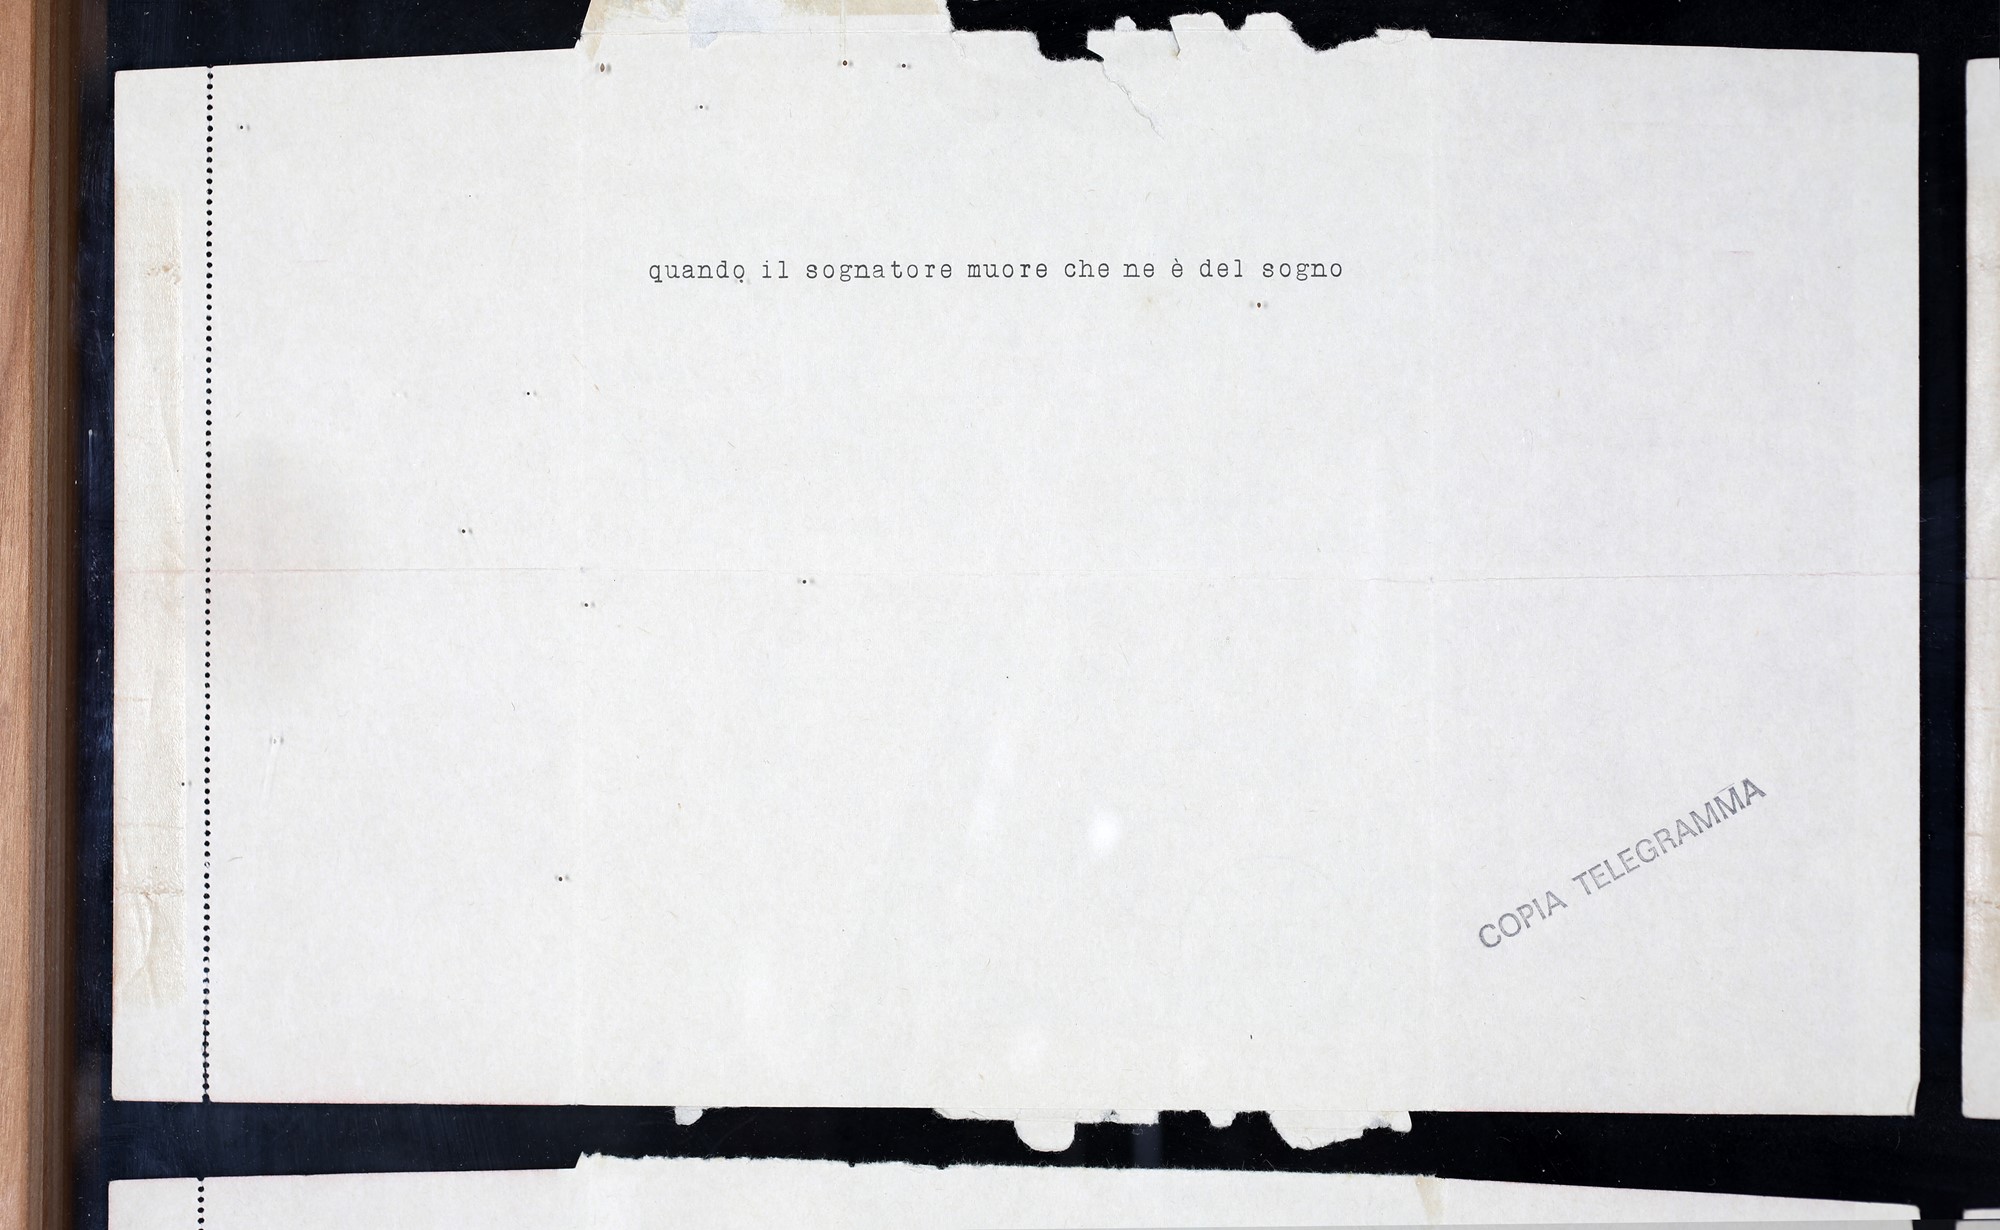 quando il sognatore muore che ne è del sogno
COPIA TELEGRAMMA